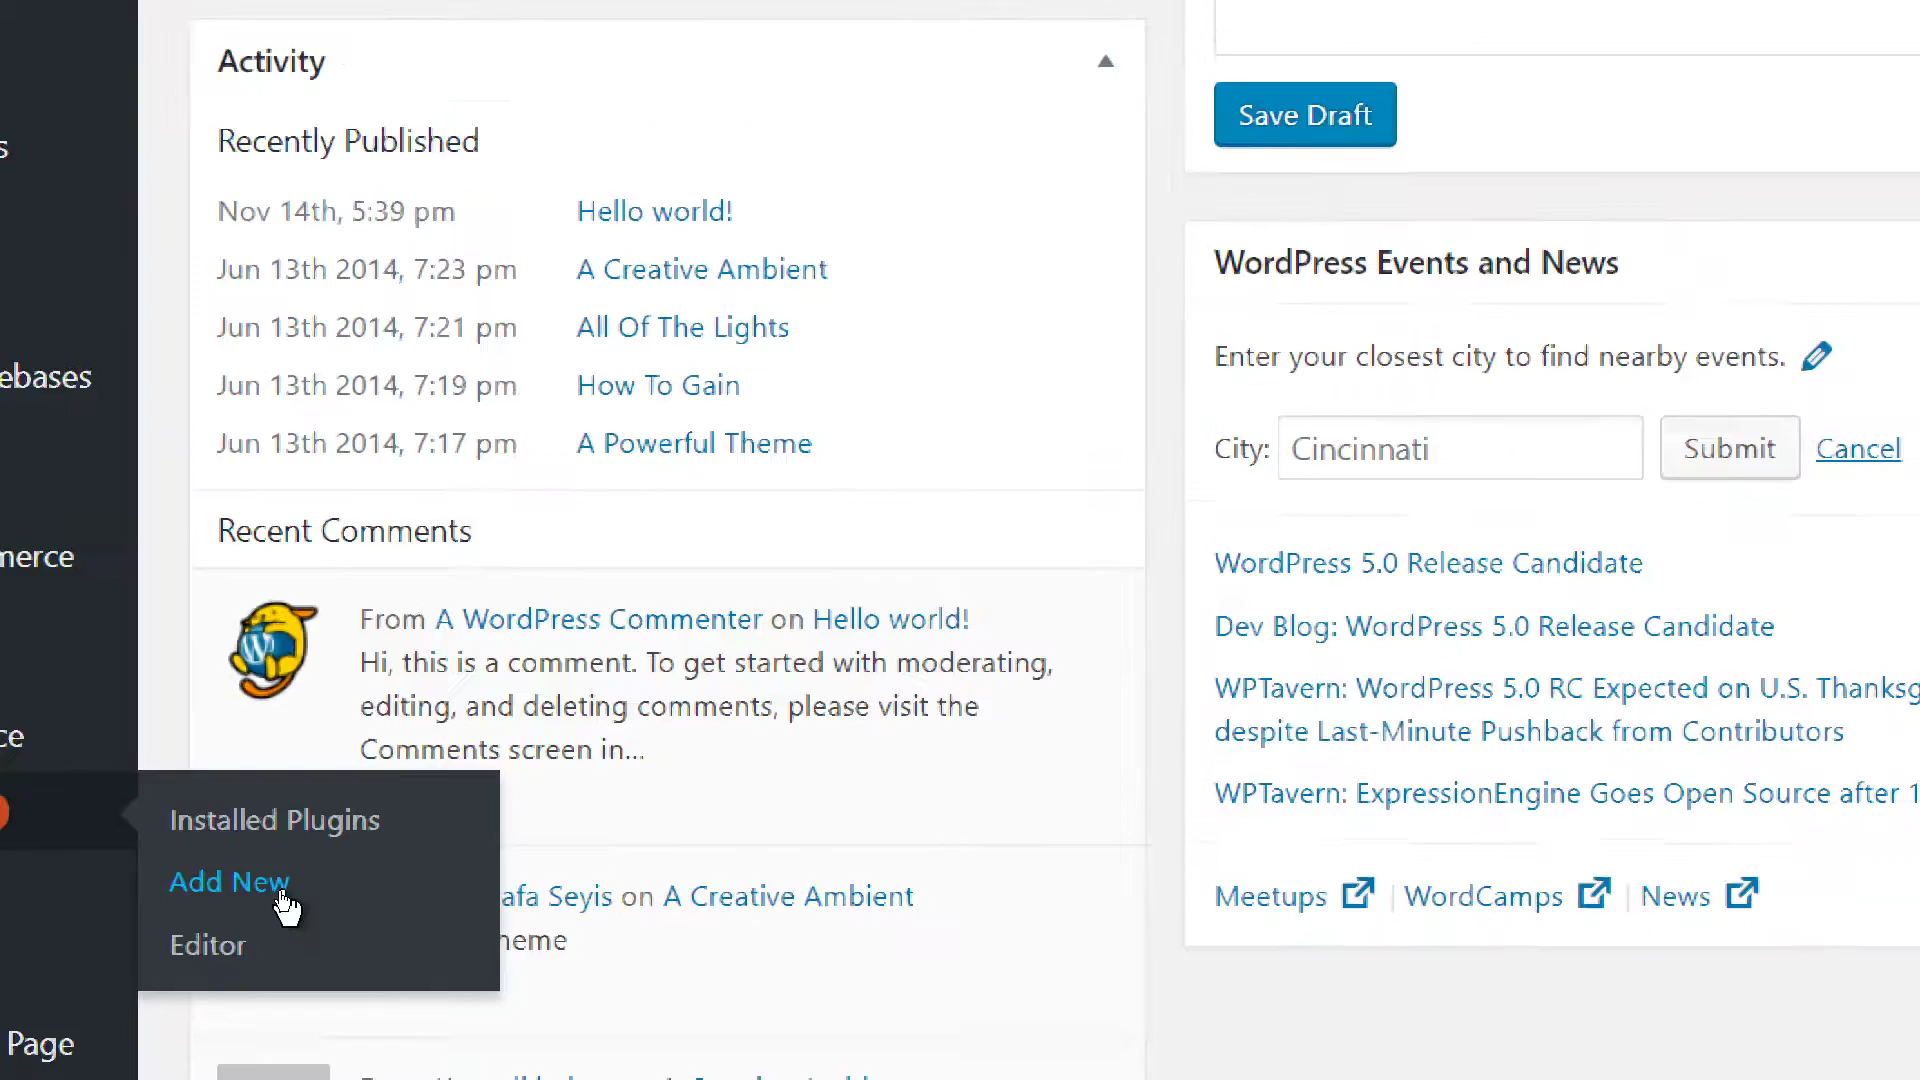 s
ebases
merce
ce
Page
Activity
Recently Published
Nov 14th, 5:39 pm Hello world!
Jun 13th 2014, 7:23 pm A Creative Ambient
Jun 13th 2014, 7:21 pm All Of The Lights
Jun 13th 2014, 7:19 pm How To Gain
Jun 13th 2014, 7:17 pm A Powerful Theme
Recent Comments
From A WordPress Commenter on Hello world!
Hi, this is a comment. To get started with moderating,
editing, and deleting comments, please visit the
Comments screen in...
Installed Plugins
Add New
Editor
afa Seyis on A Creative Ambient
heme
Save Draft
WordPress Events and News
Enter your closest city to find nearby events.
City: Cincinnati Submit Cancel
WordPress 5.0 Release Candidate
Dev Blog: WordPress 5.0 Release Candidate
WPTavern: WordPress 5.0 RC Expected on U.S. Thanksg
despite Last-Minute Pushback from Contributors
WPTavern: ExpressionEngine Goes Open Source after 1
Meetups | WordCamps | News